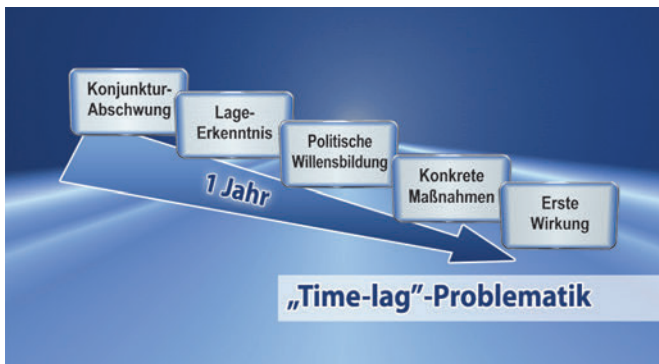 Konjunktur-
Abschwung
Lage-
Erkenntnis
Politische
Willensbildung
Konkrete
Maßnahmen
Erste
Wirkung
1 Jahr
„Time-lag”-Problematik